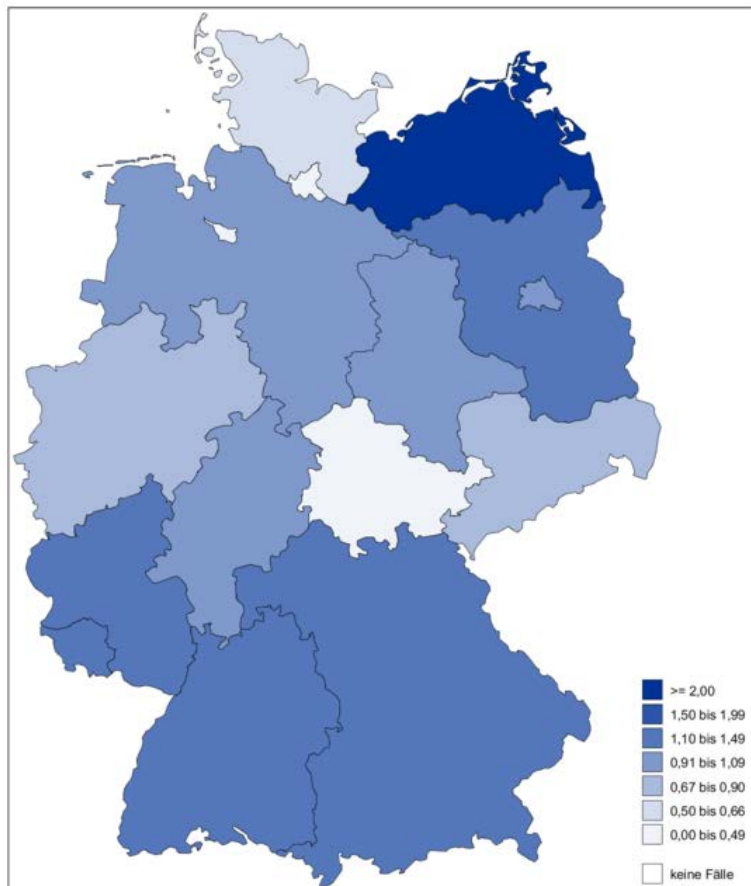 >= 2,00
1,50 bis 1,99
1,10 bis 1,49
0,91 bis 1,09
0,67 bis 0,90
0,50 bis 0,66
0,00 bis 0,49
keine Fälle